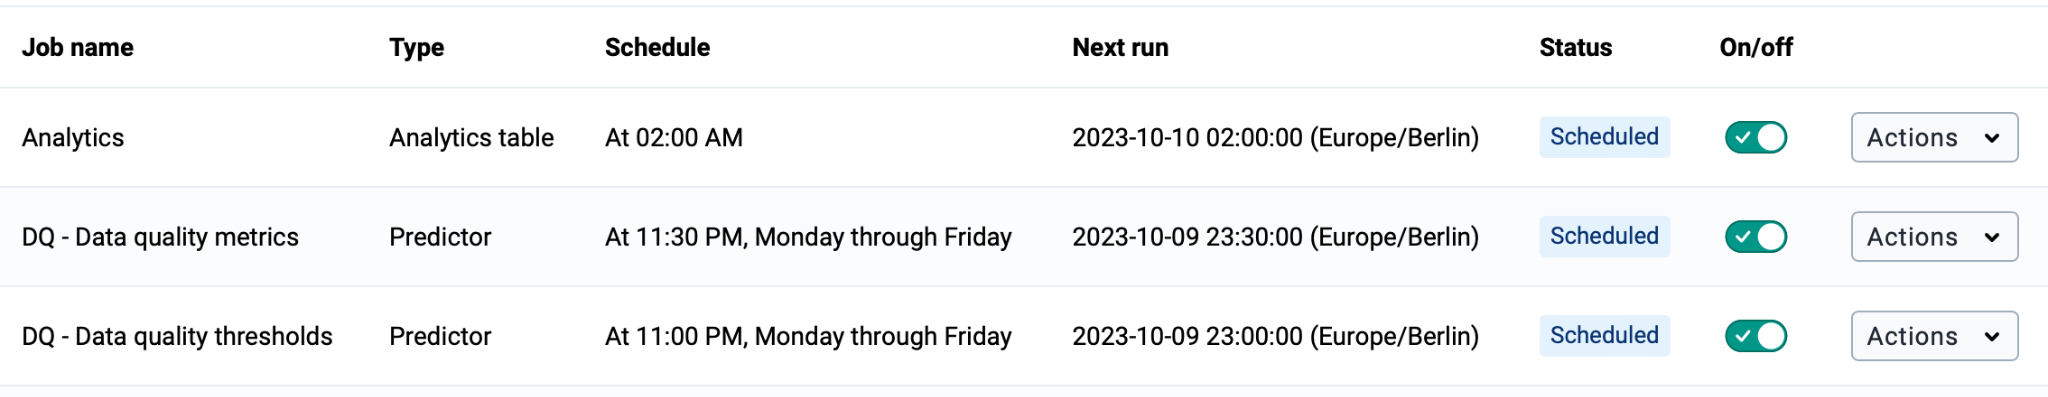 Job name Type Schedule Next run Status On/off
Analytics Analytics table At 02:00 AM 2023-10-10 02:00:00 (Europe/Berlin) Scheduled Actions
DQ - Data quality metrics Predictor At 11:30 PM, Monday through Friday 2023-10-09 23:30:00 (Europe/Berlin) Scheduled Actions
DQ - Data quality thresholds Predictor At 11:00 PM, Monday through Friday 2023-10-09 23:00:00 (Europe/Berlin) Scheduled Actions